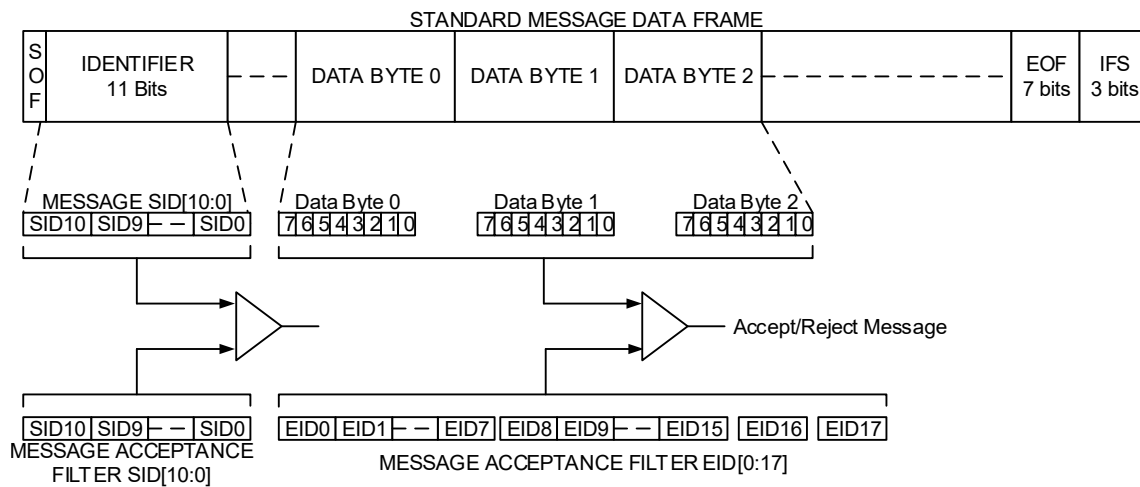 STANDARD MESSAGE DATA FRAME
SOF
IDENTIFIER
11 Bits
DATA BYTE 0
DATA BYTE 1
DATA BYTE 2
EOF
7 bits
IFS
3 bits
MESSAGE SID[10:0]
SID10 SID9 SID0
Data Byte 0
7 6 5 4 3 2 1 0
Data Byte 1
7 6 5 4 3 2 1 0
Data Byte 2
7 6 5 4 3 2 1 0
Accept/Reject Message
SID10 SID9 SID0
MESSAGE ACCEPTANCE
FILTER SID[10:0]
EID0 EID1 EID7 EID8 EID9 EID15 EID16 EID17
MESSAGE ACCEPTANCE FILTER EID[0:17]